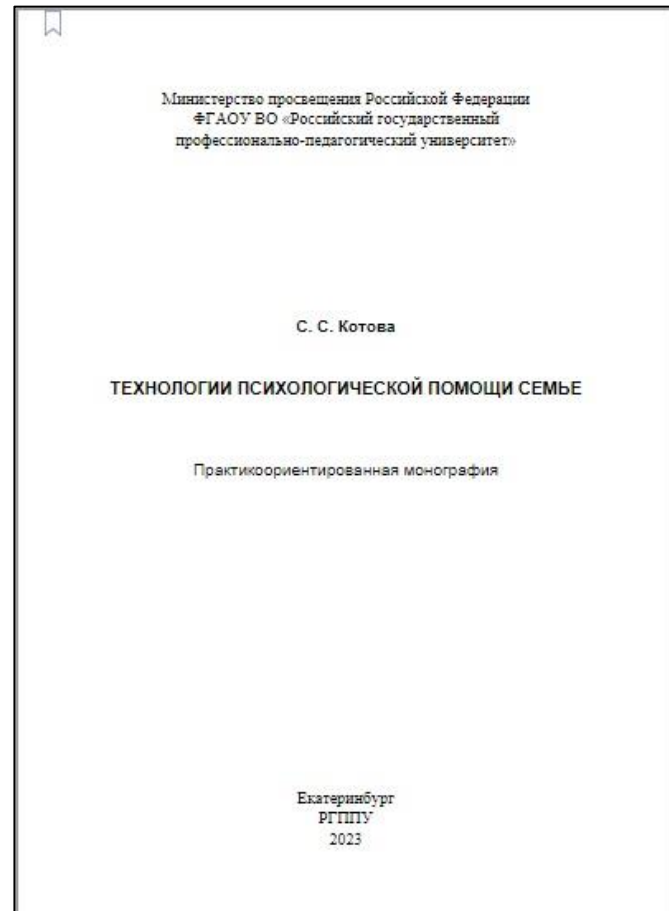 Министерство просвещения Российской Федерации
ФГАОУ ВО «Российский государственный
профессионально-педагогический университет»
С. С. Котова
ТЕХНОЛОГИИ ПСИХОЛОГИЧЕСКОЙ ПОМОЩИ СЕМЬЕ
Практикоориентированная монография
Екатеринбург
РГППУ
2023